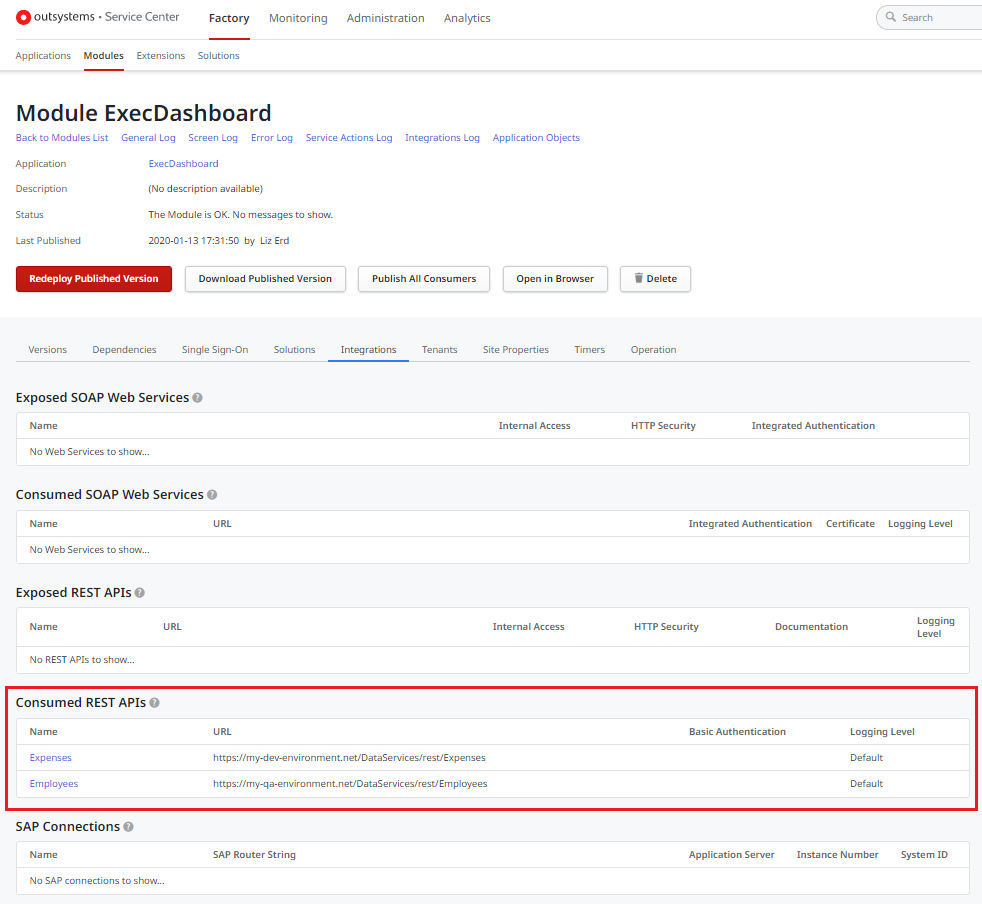 outsystems • Service Center Factory Monitoring Administration Analytics Search
Applications Modules Extensions Solutions
Module ExecDashboard
Back to Modules List General Log Screen Log Error Log Service Actions Log Integrations Log Application Objects
Application ExecDashboard
Description (No description available)
Status The Module is OK. No messages to show.
Last Published 2020-01-13 17:31:50 by Liz Erd
Redeploy Published Version Download Published Version Publish All Consumers Open in Browser Delete
Versions Dependencies Single Sign-On Solutions Integrations Tenants Site Properties Timers Operation
Exposed SOAP Web Services ?
Name Internal Access HTTP Security Integrated Authentication
No Web Services to show...
Consumed SOAP Web Services ?
Name URL Integrated Authentication Certificate Logging Level
No Web Services to show...
Exposed REST APIs ?
Name URL Internal Access HTTP Security Documentation Logging Level
No REST APIs to show...
Consumed REST APIs ?
Name URL Basic Authentication Logging Level
Expenses https://my-dev-environment.net/DataServices/rest/Expenses Default
Employees https://my-qa-environment.net/DataServices/rest/Employees Default
SAP Connections ?
Name SAP Router String Application Server Instance Number System ID
No SAP connections to show...